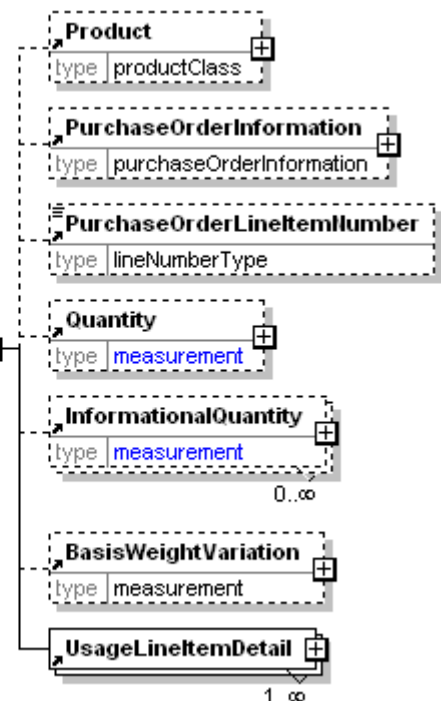 Product
type productClass
PurchaseOrderInformation
type purchaseOrderInformation
PurchaseOrderLineItemNumber
type lineNumberType
Quantity
type measurement
InformationalQuantity
type measurement
0..∞
BasisWeightVariation
type measurement
UsageLineItemDetail
1..∞